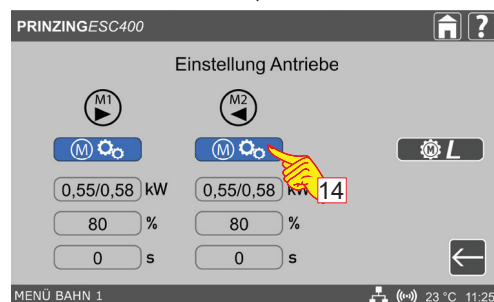 PRINZINGESC400
?
Einstellung Antriebe
M1 M2
M M M L
0,55/0,58 kW 0,55/0,58 kW 14
80 % 80 %
0 s 0 s
MENÜ BAHN 1 23 °C 11:25